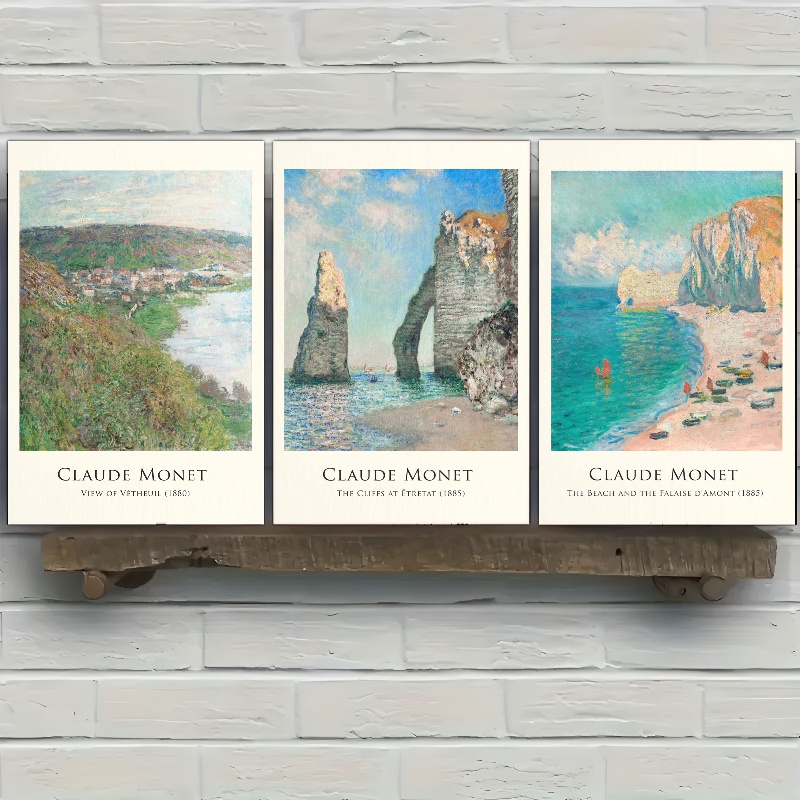 CLAUDE MONET
VIEW OF VÉTHEUIL (1880)
CLAUDE MONET
THE CLIFFS AT ÉTRETAT (1885)
CLAUDE MONET
THE BEACH AND THE FALAISE D'AMONT (1885)